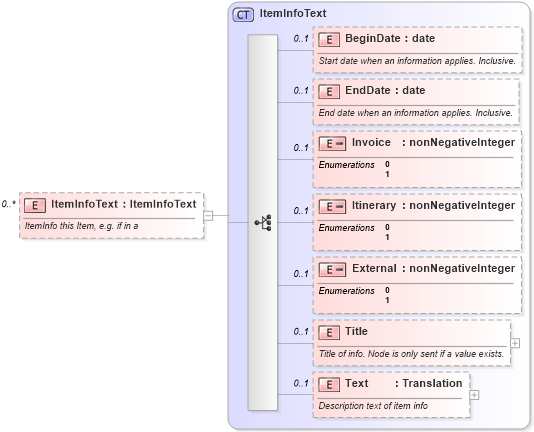 CT ItemInfoText
0..1 E BeginDate : date
Start date when an information applies. Inclusive.
0..1 E EndDate : date
End date when an information applies. Inclusive.
0..1 E Invoice : nonNegativeInteger
Enumerations 0
1
0..1 E Itinerary : nonNegativeInteger
Enumerations 0
1
0..* E ItemInfoText : ItemInfoText
ItemInfo this Item, e.g. if in a
0..1 E External : nonNegativeInteger
Enumerations 0
1
0..1 E Title
Title of info. Node is only sent if a value exists.
0..1 E Text : Translation
Description text of item info